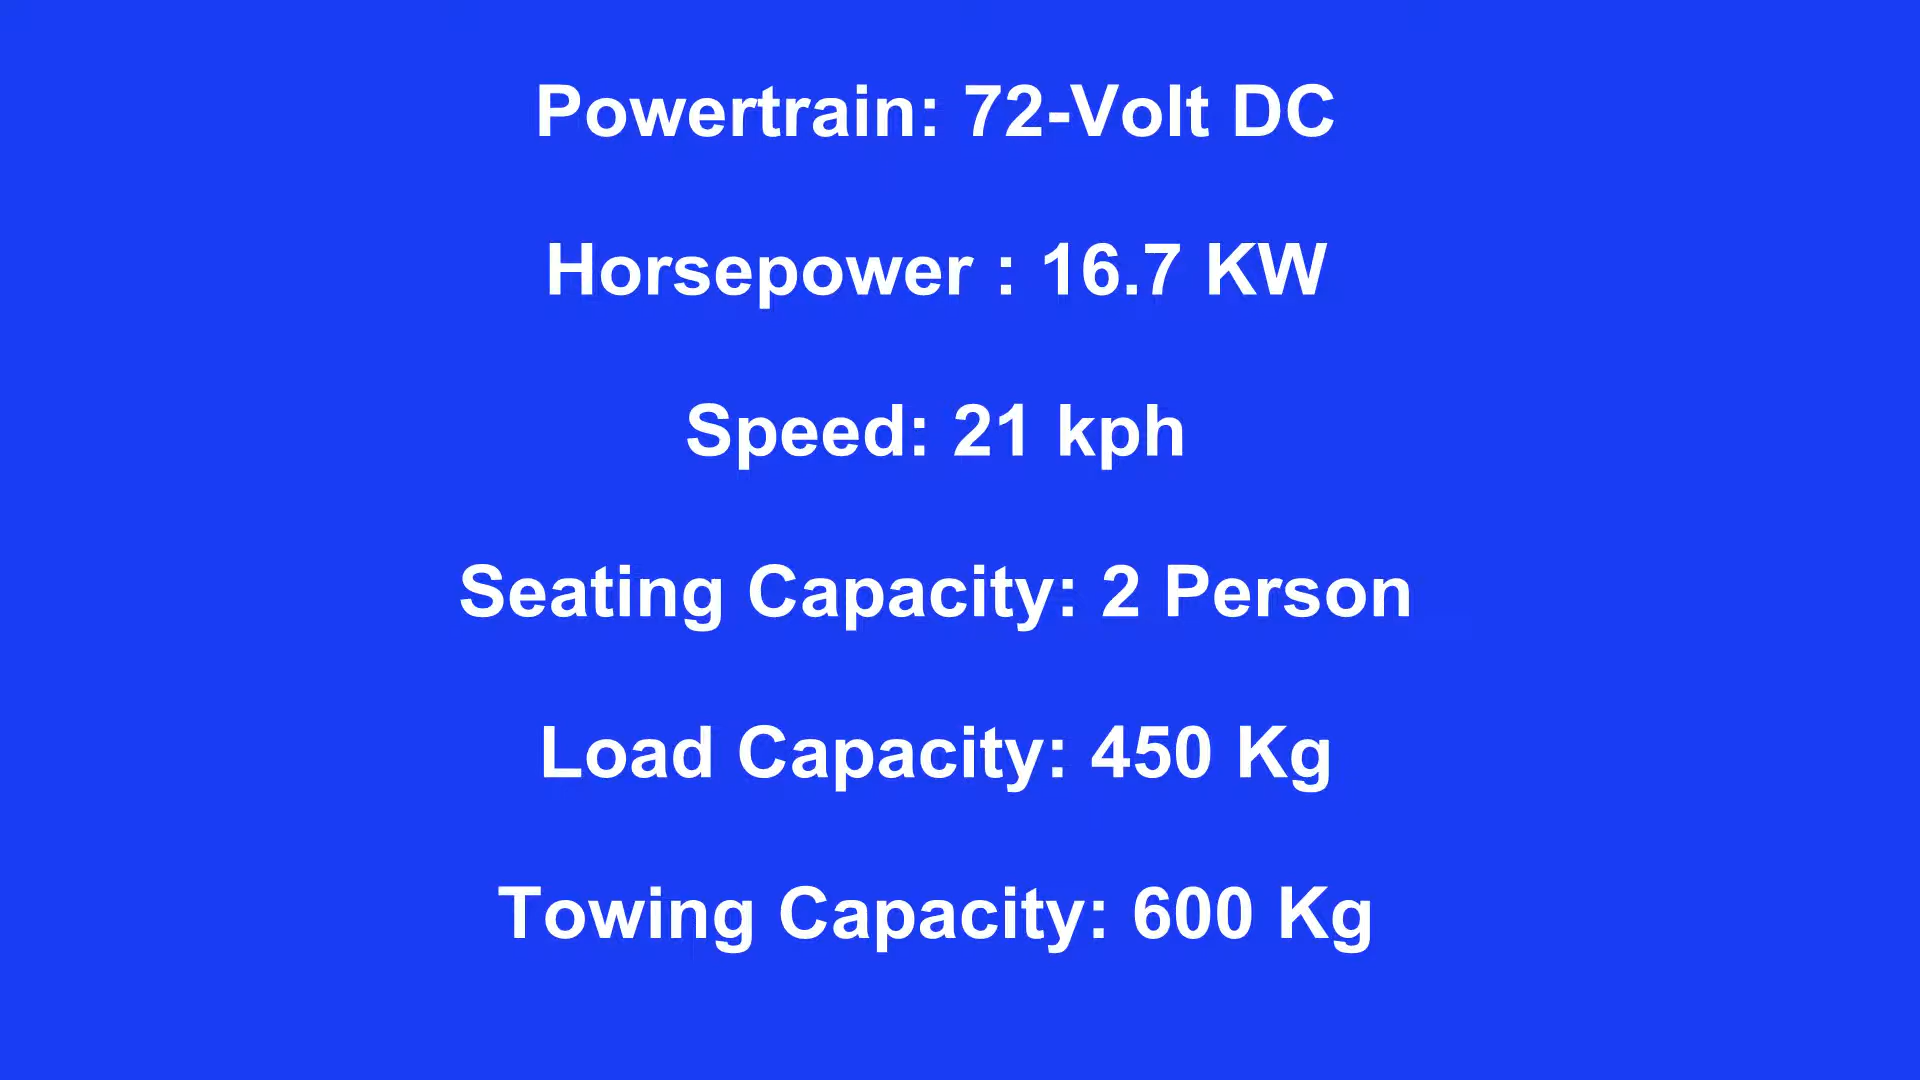 Powertrain: 72-Volt DC
Horsepower : 16.7 KW
Speed: 21 kph
Seating Capacity: 2 Person
Load Capacity: 450 Kg
Towing Capacity: 600 Kg